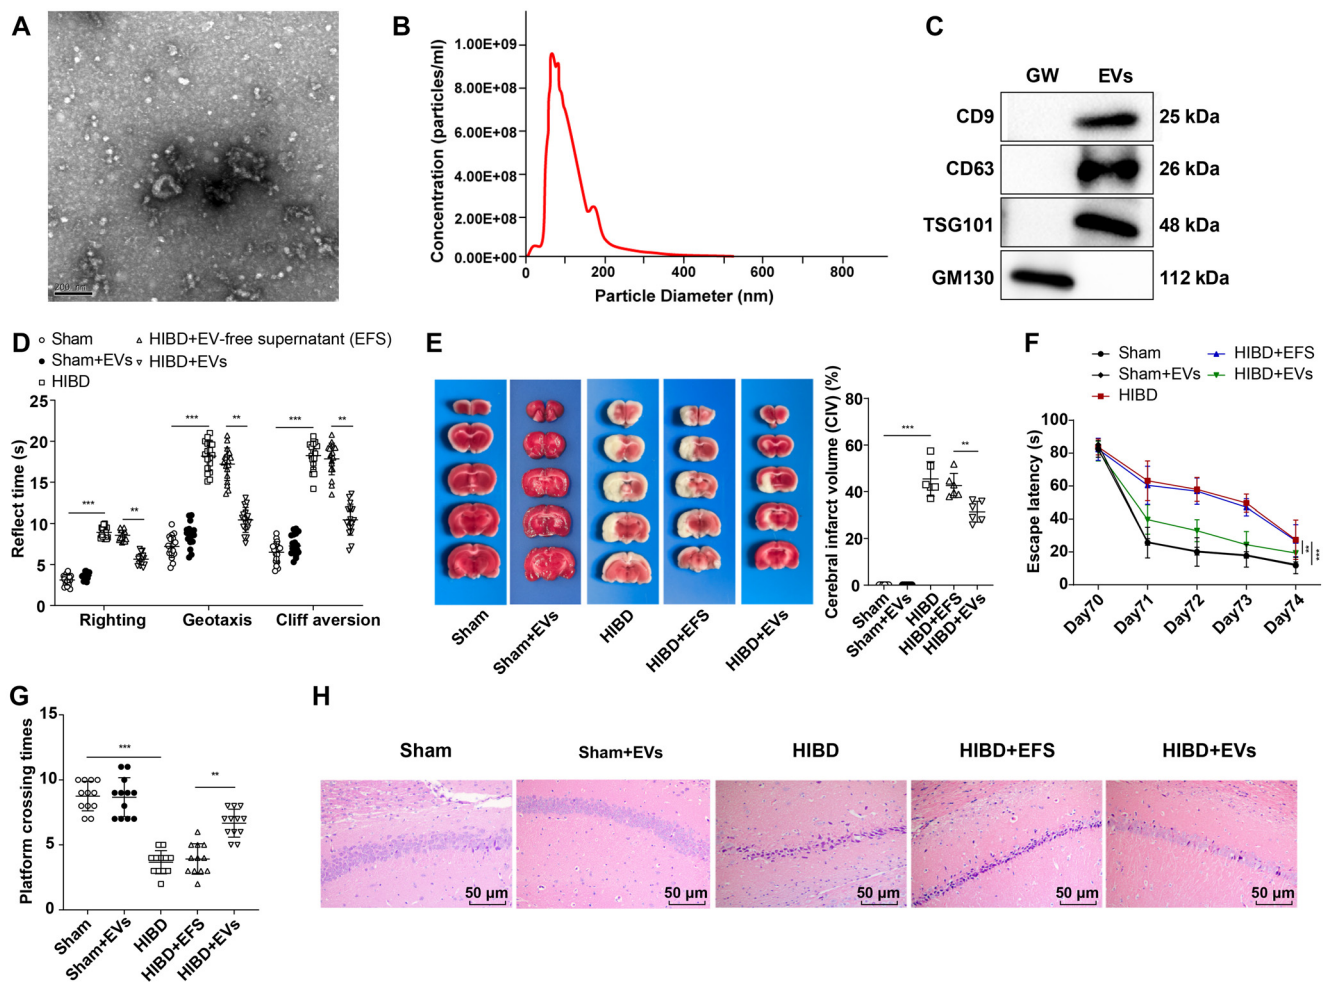 A
200 nm
B
Concentration (particles/ml)
1.00E+09
8.00E+08
6.00E+08
4.00E+08
2.00E+08
0.00E+00
0 200 400 600 800
Particle Diameter (nm)
C
GW EVs
CD9 25 kDa
CD63 26 kDa
TSG101 48 kDa
GM130 112 kDa
D
Sham HIBD+EV-free supernatant (EFS)
Sham+EVs HIBD+EVs
HIBD
Reflect time (s)
25
20
15
10
5
0
*** ** *** ** *** **
Righting Geotaxis Cliff aversion
E
Sham Sham+EVs HIBD HIBD+EFS HIBD+EVs
Cerebral infarct volume (CIV) (%)
80
60
40
20
0
*** **
Sham Sham+EVs HIBD HIBD+EFS HIBD+EVs
F
Sham HIBD+EFS
Sham+EVs HIBD+EVs
HIBD
Escape latency (s)
100
80
60
40
20
0
** ***
Day70 Day71 Day72 Day73 Day74
G
Platform crossing times
15
10
5
0
*** **
Sham Sham+EVs HIBD HIBD+EFS HIBD+EVs
H
Sham Sham+EVs HIBD HIBD+EFS HIBD+EVs
50 μm 50 μm 50 μm 50 μm 50 μm